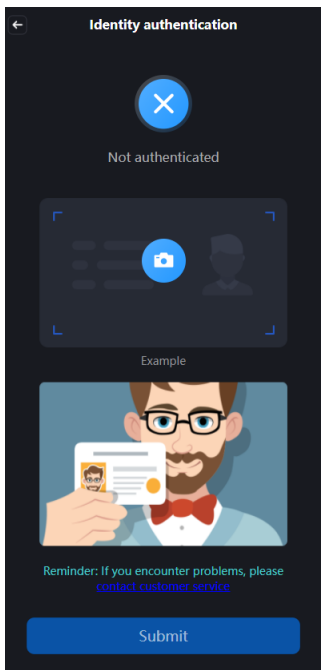 Identity authentication
Not authenticated
Example
Reminder: If you encounter problems, please
contact customer service
Submit